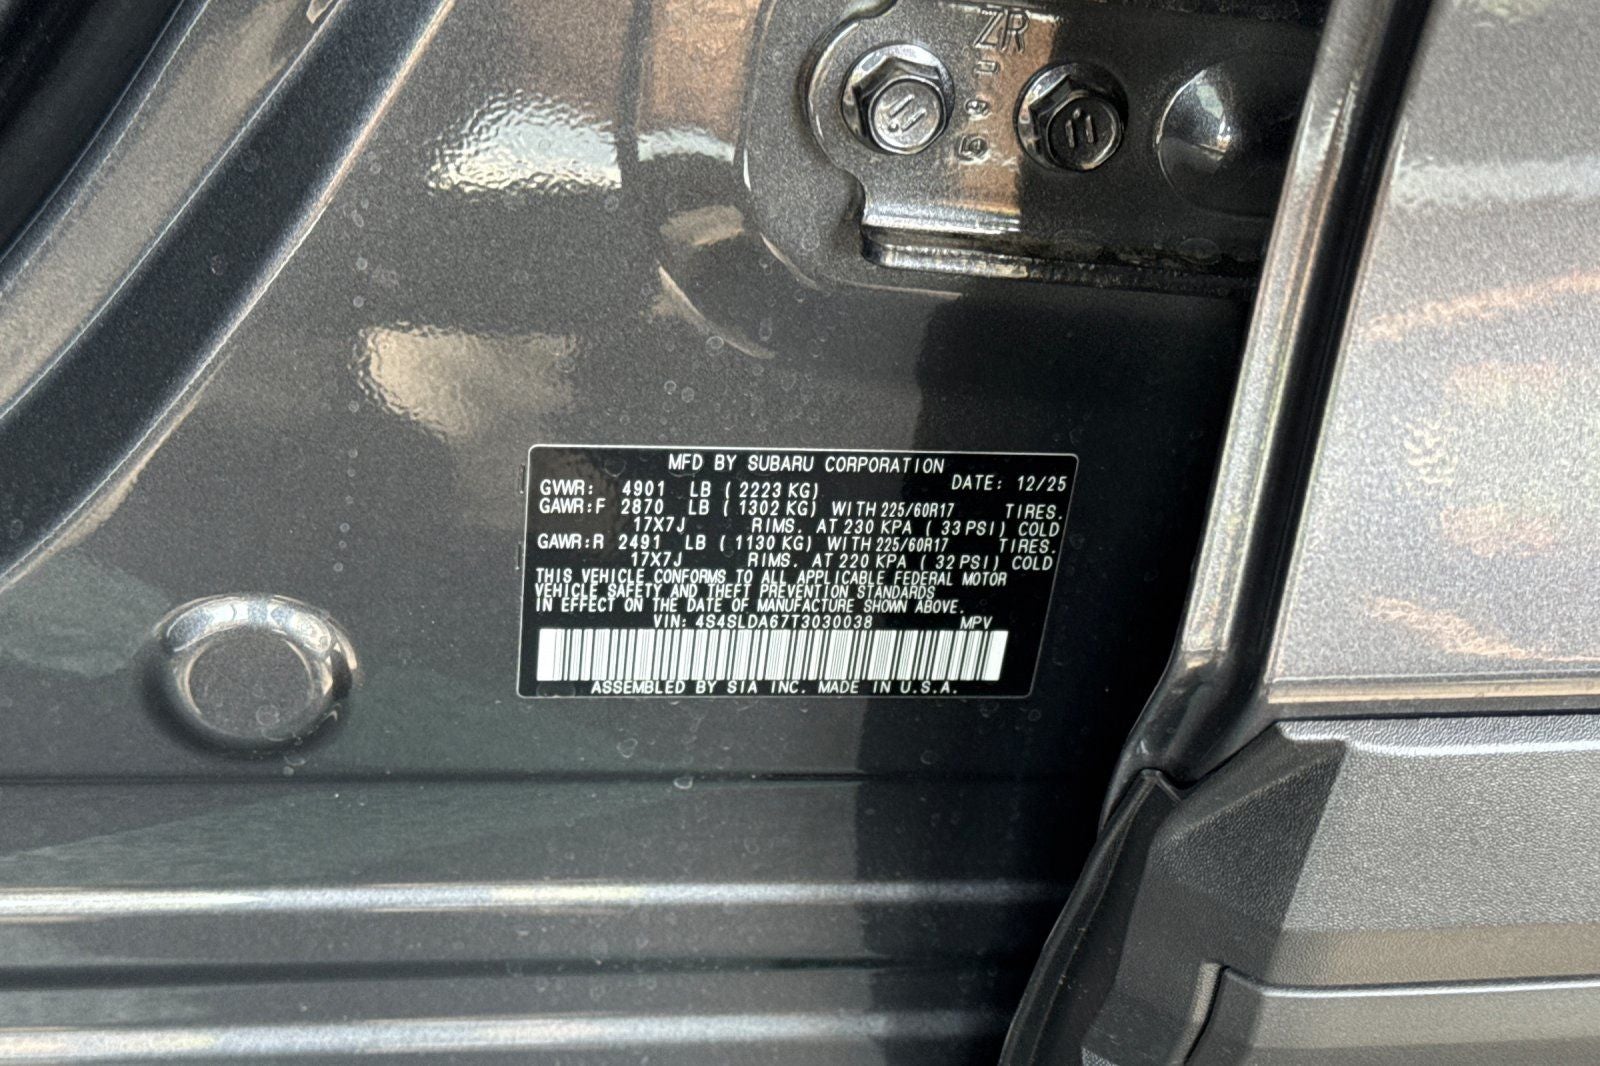 ZR
MFD BY SUBARU CORPORATION
DATE: 12/25
GVWR: 4901 LB ( 2223 KG)
GAWR:F 2870 LB ( 1302 KG) WITH 225/60R17 TIRES.
17X7J RIMS. AT 230 KPA ( 33 PSI) COLD
GAWR:R 2491 LB ( 1130 KG) WITH 225/60R17 TIRES.
17X7J RIMS. AT 220 KPA ( 32 PSI) COLD
THIS VEHICLE CONFORMS TO ALL APPLICABLE FEDERAL MOTOR
VEHICLE SAFETY AND THEFT PREVENTION STANDARDS
IN EFFECT ON THE DATE OF MANUFACTURE SHOWN ABOVE.
VIN: 4S4SLDA67T3030038 MPV
ASSEMBLED BY SIA INC. MADE IN U.S.A.